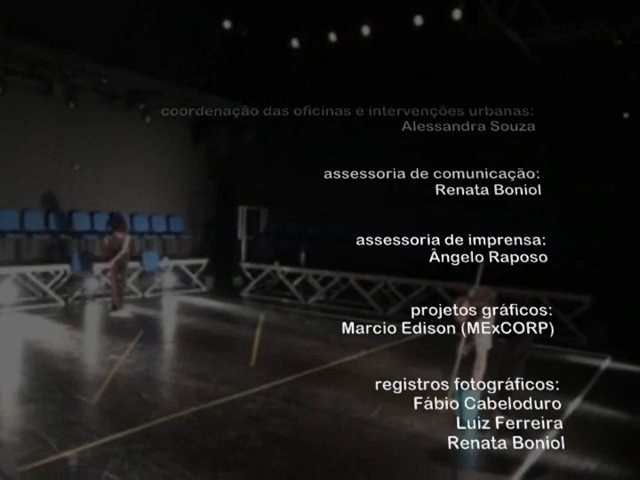 coordenação das oficinas e intervenções urbanas:
Alessandra Souza
assessoria de comunicação:
Renata Boniol
assessoria de imprensa:
Ângelo Raposo
projetos gráficos:
Marcio Edison (MExCORP)
registros fotográficos:
Fábio Cabeloduro
Luiz Ferreira
Renata Boniol